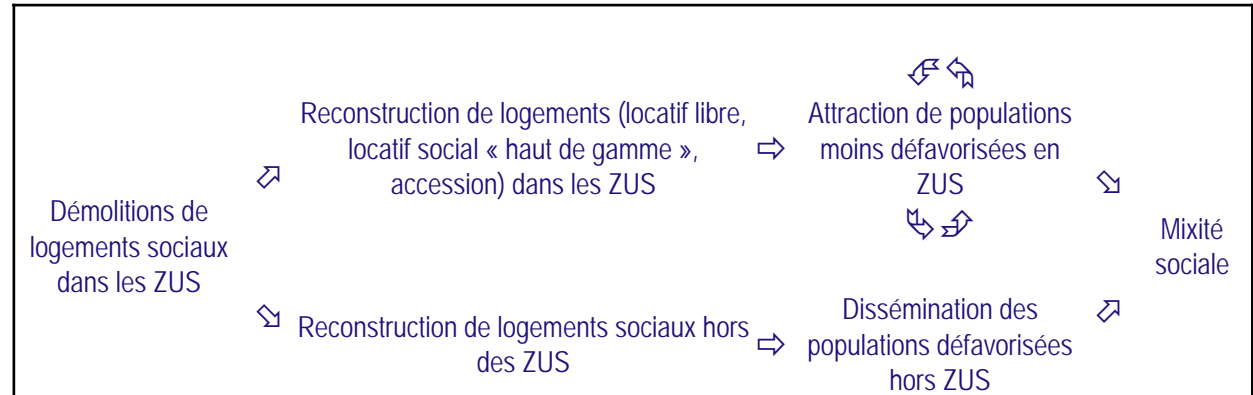 Démolitions de
logements sociaux
dans les ZUS
Reconstruction de logements (locatif libre,
locatif social « haut de gamme »,
accession) dans les ZUS
Attraction de populations
moins défavorisées en
ZUS
Reconstruction de logements sociaux hors
des ZUS
Dissémination des
populations défavorisées
hors ZUS
Mixité
sociale